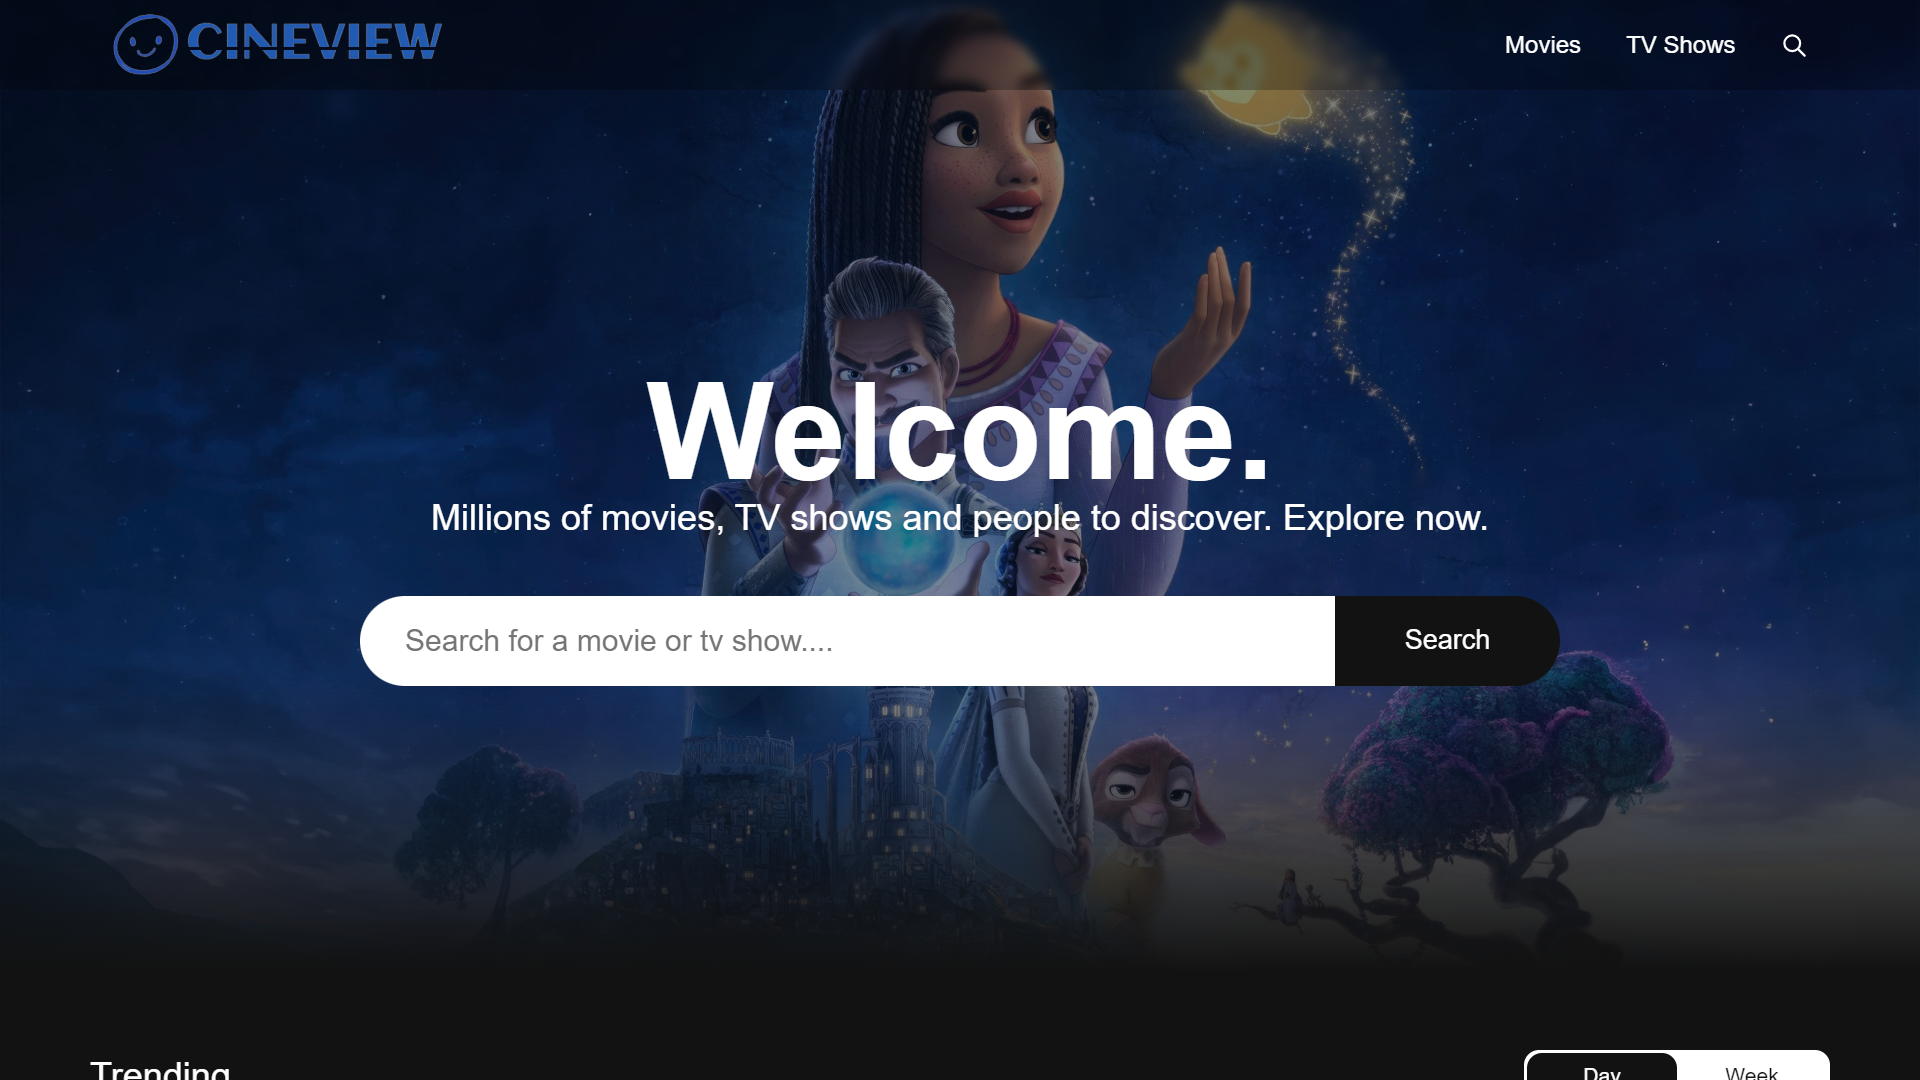 CINEVIEW
Movies
TV Shows
Welcome.
Millions of movies, TV shows and people to discover. Explore now.
Search for a movie or tv show....
Search
Trending
Day
Week